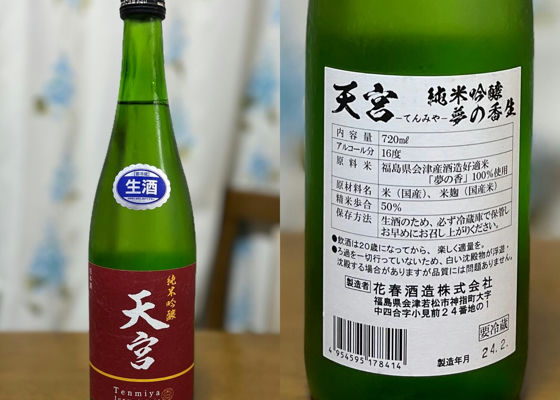 生酒
純米吟醸
天宮
Tenmiya
天宮 純米吟醸
-てんみや- 夢の香 生
内容量 720ml
アルコール分 16度
原料米 福島県会津産酒造好適米
「夢の香」100%使用
原材料名 米(国産)、米麹(国産米)
精米歩合 50%
保存方法 生酒のため、必ず冷蔵庫で保管し
お早めにお召し上がりください。
●飲酒は20歳になってから、楽しく適量を。
●ろ過を一切行っていないため、白い沈殿物が浮遊・
沈殿する場合がありますが品質には問題ありません。
製造者 花春酒造株式会社
福島県会津若松市神指町大字
中四合字小見前24番地の1
要冷蔵
4954595178414
製造年月 24.2.